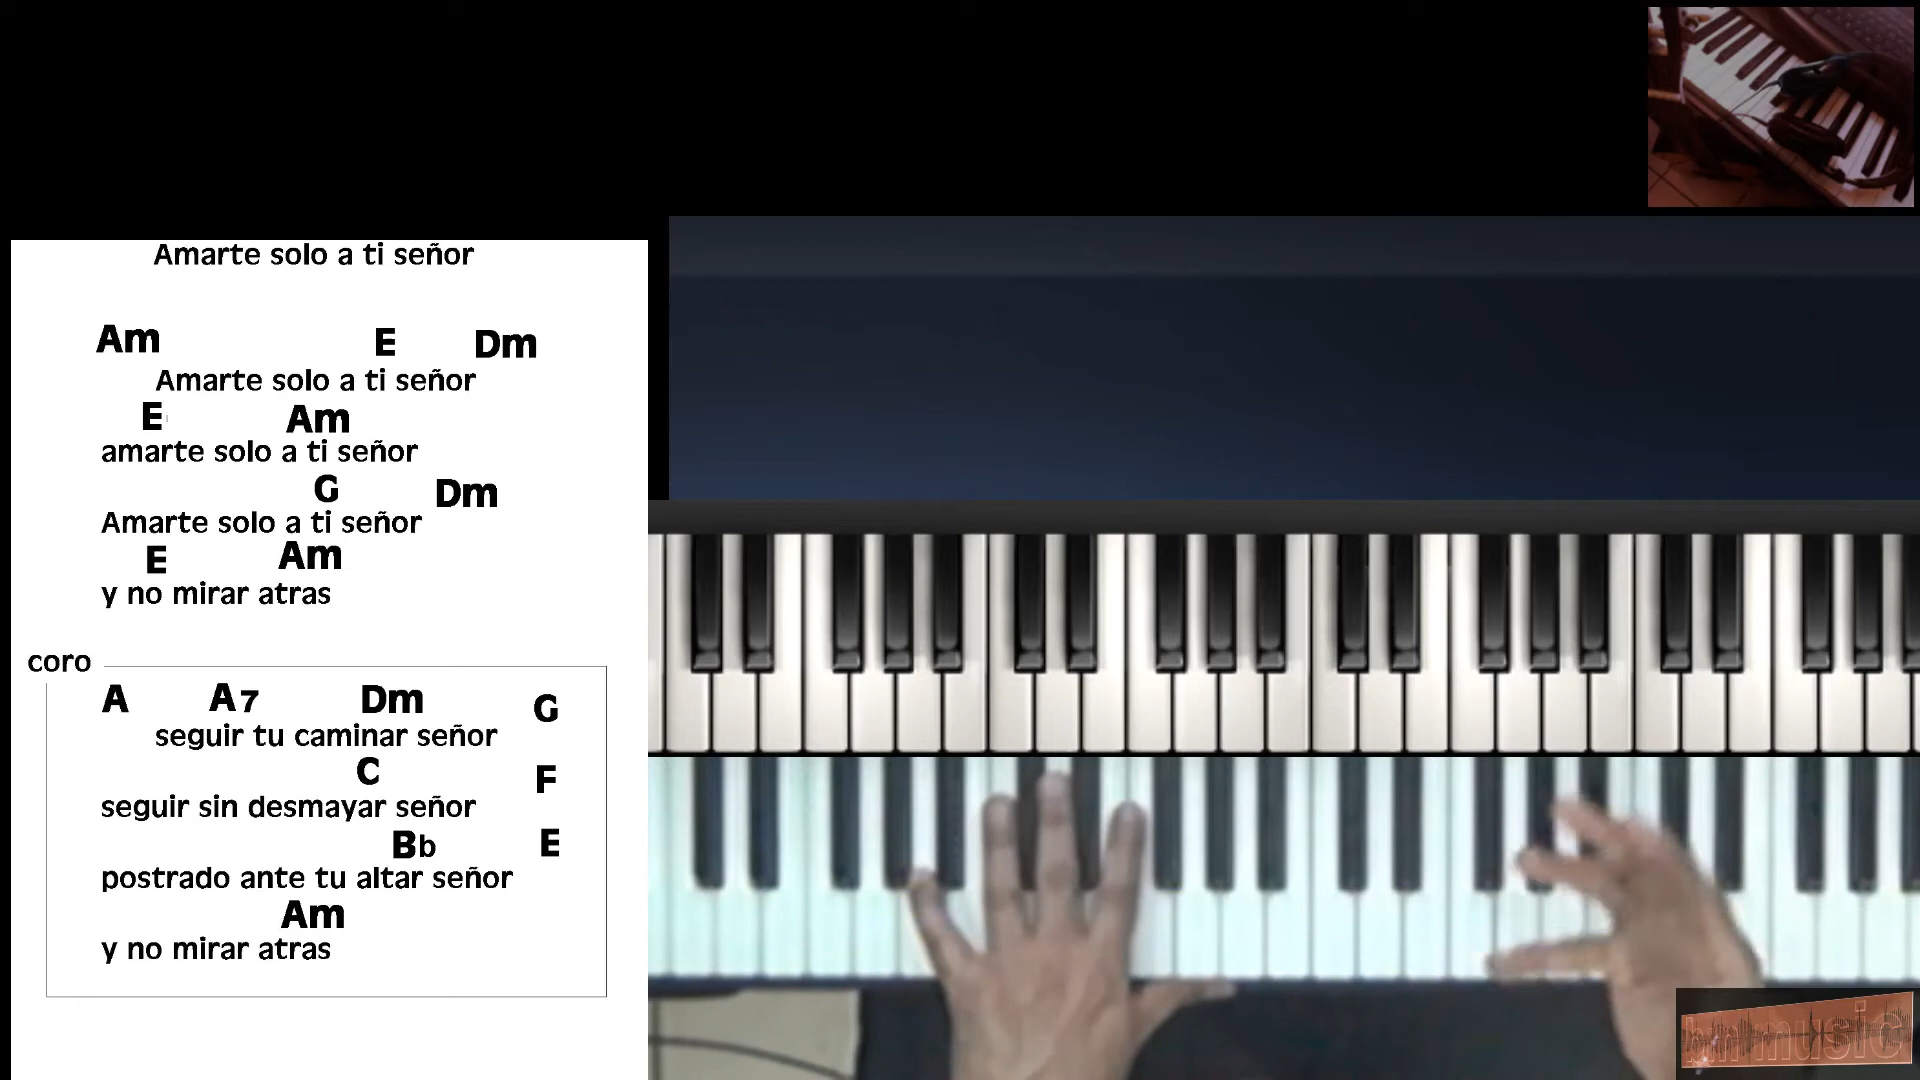 Amarte solo a ti señor
Am E Dm
Amarte solo a ti señor
E Am
amarte solo a ti señor
G Dm
Amarte solo a ti señor
E Am
y no mirar atras
coro
A A7 Dm G
seguir tu caminar señor
C F
seguir sin desmayar señor
Bb E
postrado ante tu altar señor
Am
y no mirar atras